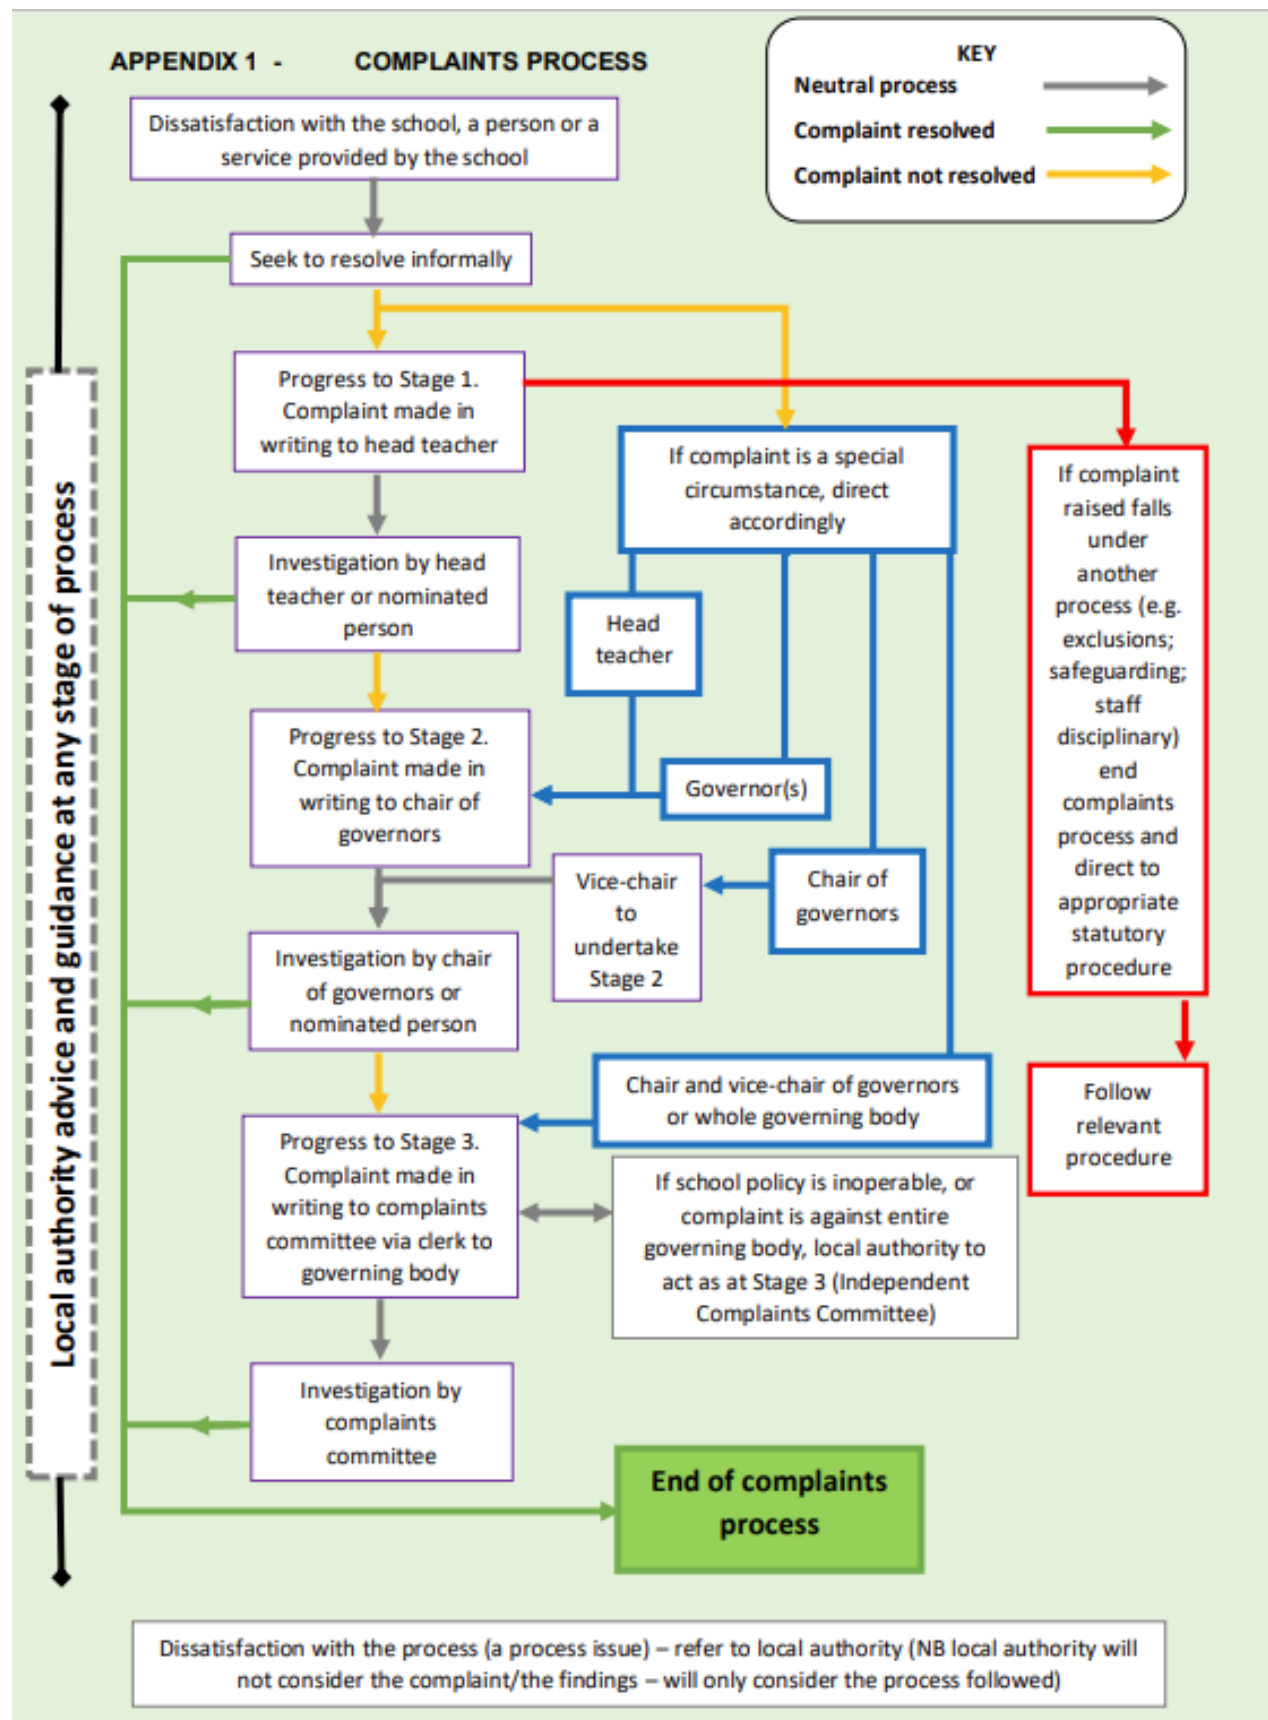 APPENDIX 1 - COMPLAINTS PROCESS
KEY
Neutral process
Complaint resolved
Complaint not resolved
Dissatisfaction with the school, a person or a
service provided by the school
Seek to resolve informally
Progress to Stage 1.
Complaint made in
writing to head teacher
If complaint is a special
circumstance, direct
accordingly
If complaint
raised falls
under
another
process (e.g.
exclusions;
safeguarding;
staff
disciplinary)
end
complaints
process and
direct to
appropriate
statutory
procedure
Investigation by head
teacher or nominated
person
Head
teacher
Progress to Stage 2.
Complaint made in
writing to chair of
governors
Governor(s)
Vice-chair
to
undertake
Stage 2
Chair of
governors
Investigation by chair
of governors or
nominated person
Chair and vice-chair of governors
or whole governing body
Follow
relevant
procedure
Progress to Stage 3.
Complaint made in
writing to complaints
committee via clerk to
governing body
If school policy is inoperable, or
complaint is against entire
governing body, local authority to
act as at Stage 3 (Independent
Complaints Committee)
Investigation by
complaints
committee
End of complaints
process
Local authority advice and guidance at any stage of process
Dissatisfaction with the process (a process issue) – refer to local authority (NB local authority will
not consider the complaint/the findings – will only consider the process followed)